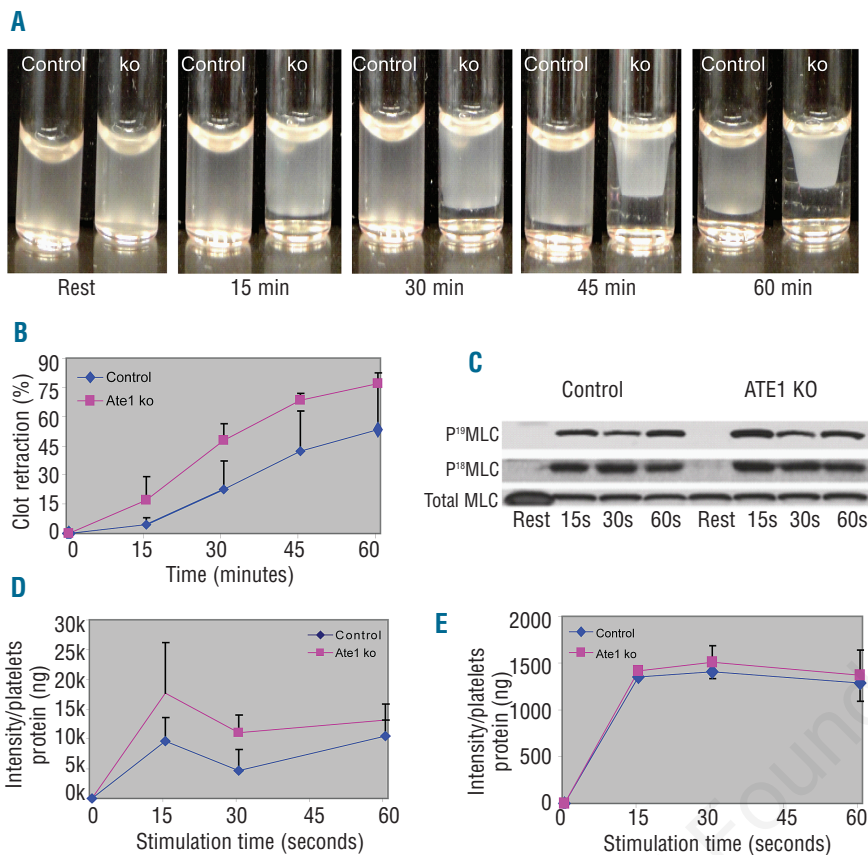 A
Control ko Control ko Control ko Control ko Control ko
Rest 15 min 30 min 45 min 60 min
B
Clot retraction (%)
90
75
60
45
30
15
0
Control
Ate1 ko
0 15 30 45 60
Time (minutes)
C
Control ATE1 KO
P¹⁹MLC
P¹⁸MLC
Total MLC
Rest 15s 30s 60s Rest 15s 30s 60s
D
Intensity/platelets
protein (ng)
30k
25k
20k
15k
10k
5k
0k
Control
Ate1 ko
0 15 30 45 60
Stimulation time (seconds)
E
Intensity/platelets
protein (ng)
2000
1500
1000
500
0
Control
Ate1 ko
0 15 30 45 60
Stimulation time (seconds)
Found